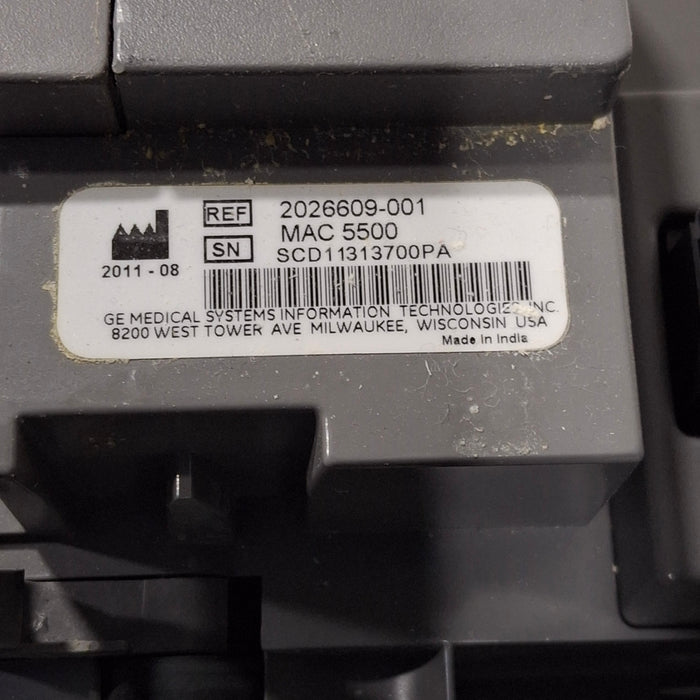 REF 2026609-001
MAC 5500
SN SCD11313700PA
2011-08
GE MEDICAL SYSTEMS INFORMATION TECHNOLOGIES, INC.
8200 WEST TOWER AVE MILWAUKEE, WISCONSIN USA
Made in India